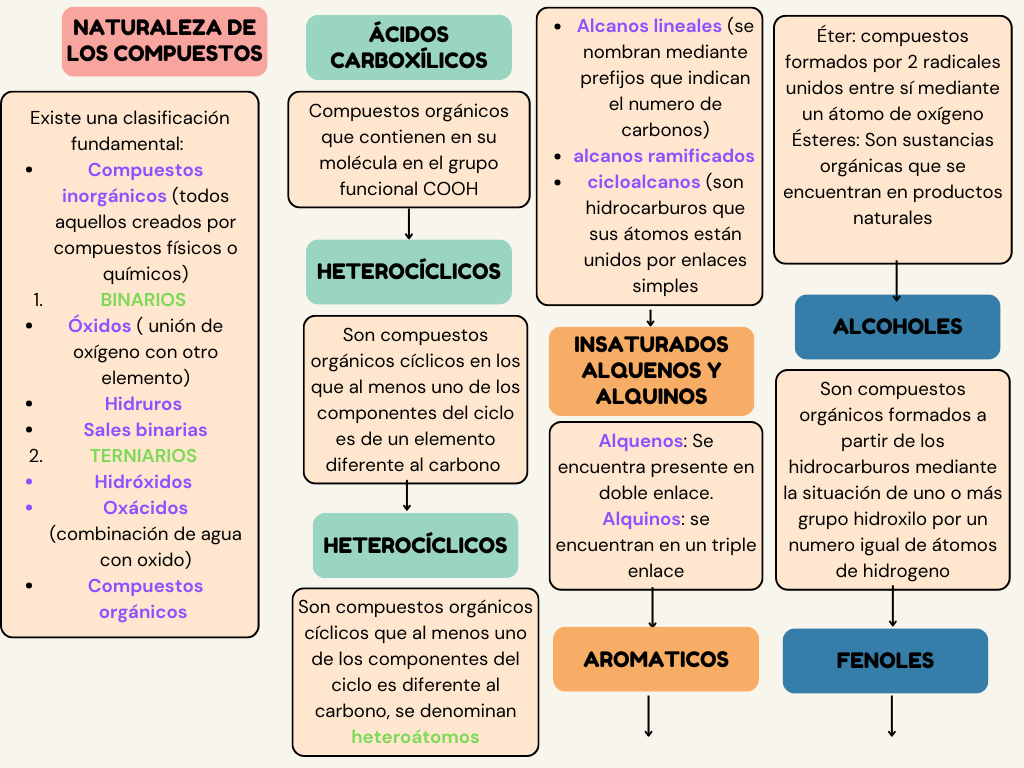 NATURALEZA DE
LOS COMPUESTOS
Existe una clasificación
fundamental:
• Compuestos
inorgánicos (todos
aquellos creados por
compuestos físicos o
químicos)
1. BINARIOS
• Óxidos ( unión de
oxígeno con otro
elemento)
• Hidruros
• Sales binarias
2. TERNIARIOS
• Hidróxidos
• Oxácidos
(combinación de agua
con oxido)
• Compuestos
orgánicos
ÁCIDOS
CARBOXÍLICOS
Compuestos orgánicos
que contienen en su
molécula en el grupo
funcional COOH
HETEROCÍCLICOS
Son compuestos
orgánicos cíclicos en los
que al menos uno de los
componentes del ciclo
es de un elemento
diferente al carbono
HETEROCÍCLICOS
Son compuestos orgánicos
cíclicos que al menos uno
de los componentes del
ciclo es diferente al
carbono, se denominan
heteroátomos
• Alcanos lineales (se
nombran mediante
prefijos que indican
el numero de
carbonos)
• alcanos ramificados
• cicloalcanos (son
hidrocarburos que
sus átomos están
unidos por enlaces
simples
INSATURADOS
ALQUENOS Y
ALQUINOS
Alquenos: Se
encuentra presente en
doble enlace.
Alquinos: se
encuentran en un triple
enlace
AROMATICOS
Éter: compuestos
formados por 2 radicales
unidos entre sí mediante
un átomo de oxígeno
Ésteres: Son sustancias
orgánicas que se
encuentran en productos
naturales
ALCOHOLES
Son compuestos
orgánicos formados a
partir de los
hidrocarburos mediante
la situación de uno o más
grupo hidroxilo por un
numero igual de átomos
de hidrogeno
FENOLES